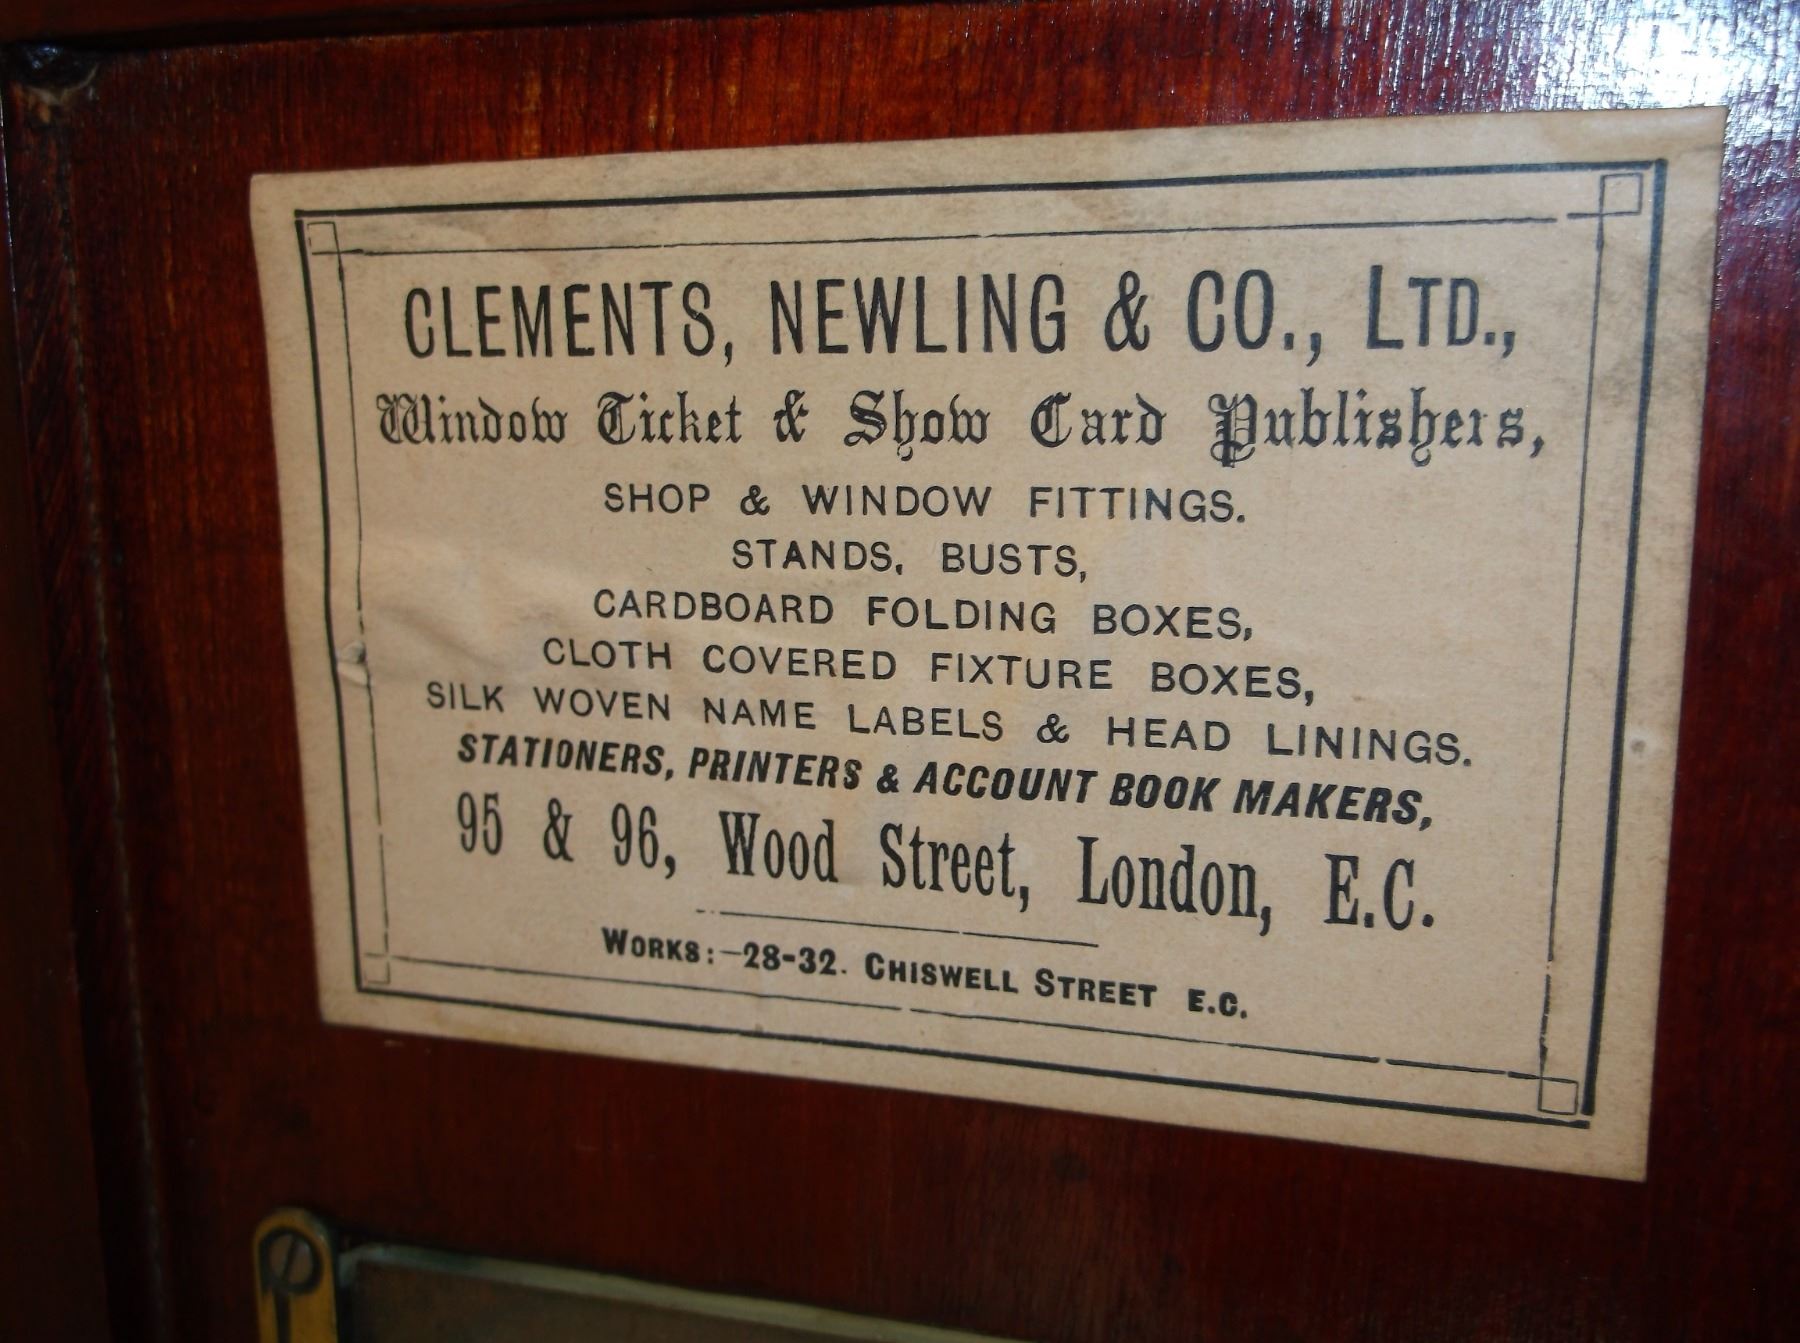 CLEMENTS, NEWLING & CO., LTD.,
Window Ticket & Show Card Publishers,
SHOP & WINDOW FITTINGS.
STANDS. BUSTS,
CARDBOARD FOLDING BOXES,
CLOTH COVERED FIXTURE BOXES,
SILK WOVEN NAME LABELS & HEAD LININGS.
STATIONERS, PRINTERS & ACCOUNT BOOK MAKERS,
95 & 96, Wood Street, London, E.C.
WORKS:—28-32. CHISWELL STREET E.C.